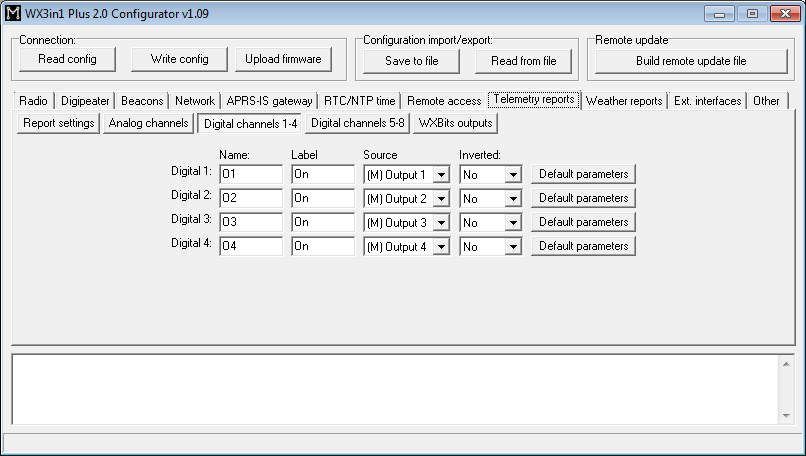 M WX3in1 Plus 2.0 Configurator v1.09
Connection: Configuration import/export: Remote update
Read config Write config Upload firmware Save to file Read from file Build remote update file
Radio Digipeater Beacons Network APRS-IS gateway RTC/NTP time Remote access Telemetry reports Weather reports Ext. interfaces Other
Report settings Analog channels Digital channels 1-4 Digital channels 5-8 WXBits outputs
Name: Label Source Inverted:
Digital 1: O1 On (M) Output 1 No Default parameters
Digital 2: O2 On (M) Output 2 No Default parameters
Digital 3: O3 On (M) Output 3 No Default parameters
Digital 4: O4 On (M) Output 4 No Default parameters